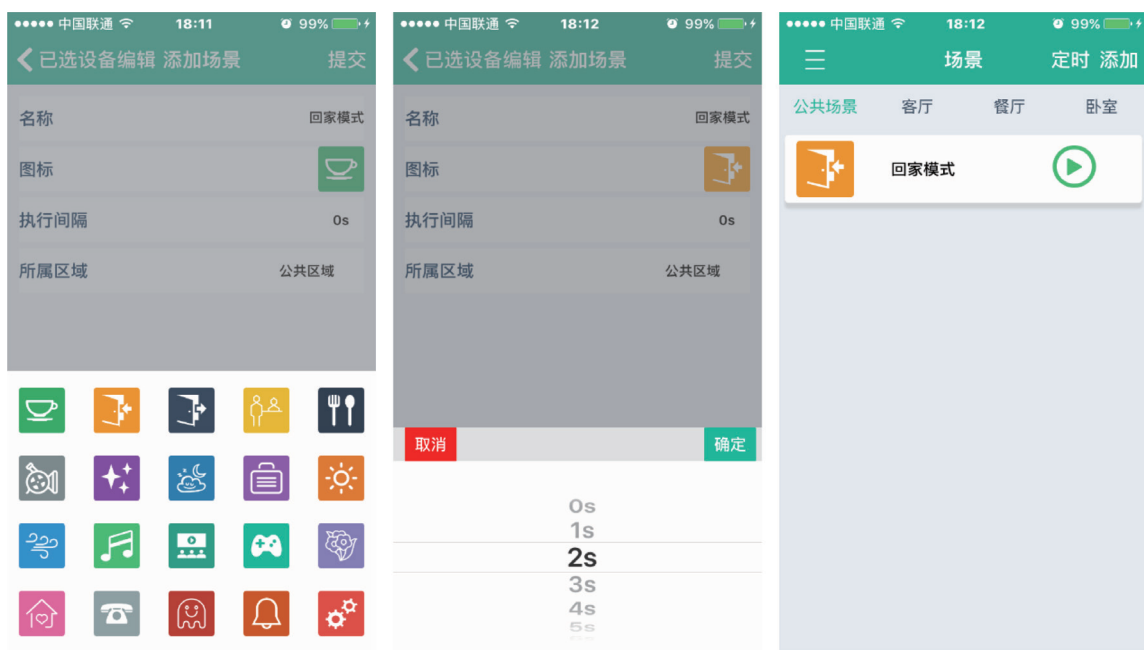 中国联通 18:11 99%
已选设备编辑 添加场景 提交
名称 回家模式
图标
执行间隔 0s
所属区域 公共区域
中国联通 18:12 99%
已选设备编辑 添加场景 提交
名称 回家模式
图标
执行间隔 0s
所属区域 公共区域
取消 确定
0s
1s
2s
3s
4s
5s
中国联通 18:12 99%
场景 定时 添加
公共场景 客厅 餐厅 卧室
回家模式